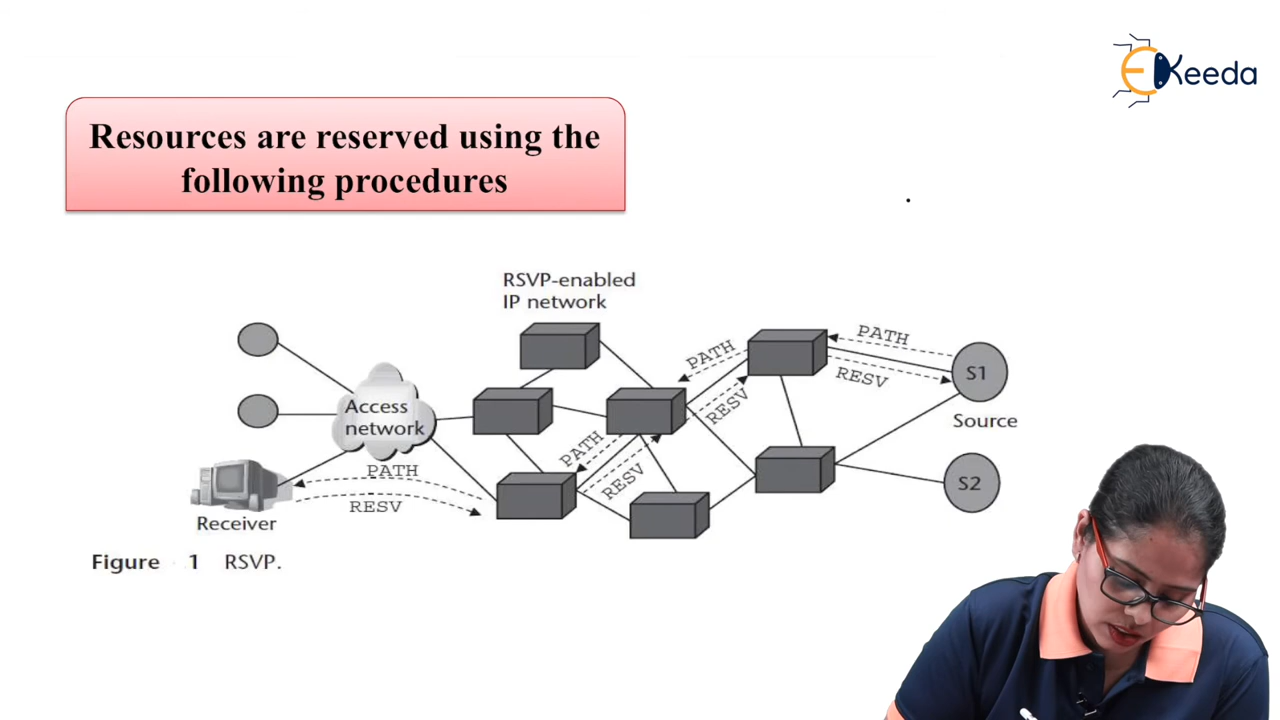 EKeeda
Resources are reserved using the
following procedures
RSVP-enabled
IP network
PATH
PATH
RESV
S1
RESV
Source
Access
network
PATH
RESV
PATH
RESV
S2
Receiver
Figure 1 RSVP.